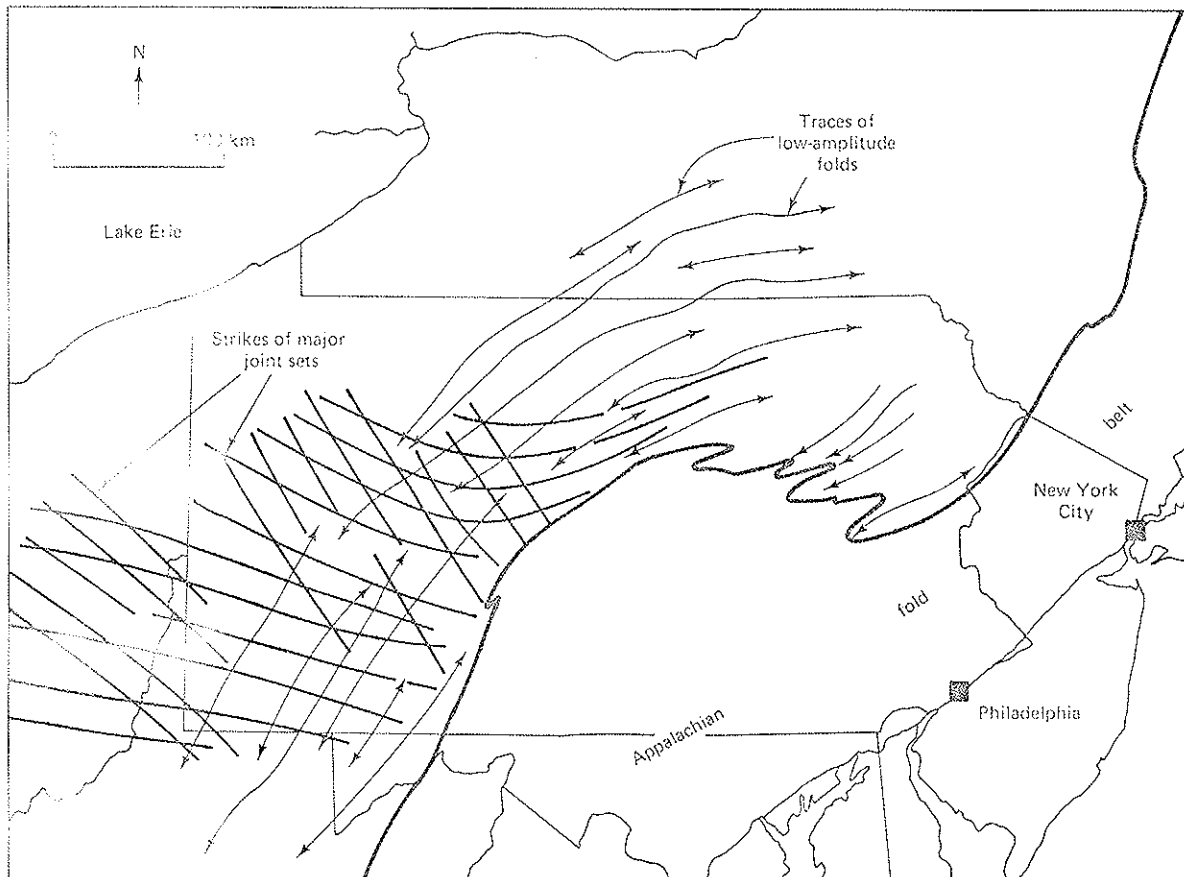 N
km
Lake Erie
Traces of
low-amplitude
folds
Strikes of major
joint sets
belt
New York
City
fold
Philadelphia
Appalachian